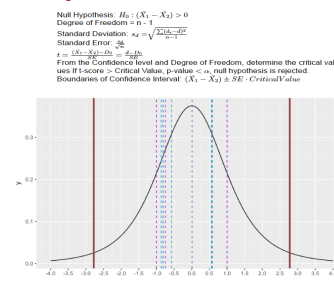 Null Hypothesis: H₀ : (X̄₁ − X̄₂) > 0
Degree of Freedom = n - 1
Standard Deviation: s_d = √(∑(dᵢ−d̄)²/(n−1))
Standard Error: s_d/√n
t = ((X̄₁−X̄₂)−D₀)/SE = (d̄−D₀)/SE
From the Confidence level and Degree of Freedom, determine the critical val
ues If t-score > Critical Value, p-value < α, null hypothesis is rejected.
Boundaries of Confidence Interval: (X̄₁ − X̄₂) ± SE · CriticalValue
0.3
0.2
y
0.1
0.0
-4.0 -3.5 -3.0 -2.5 -2.0 -1.5 -1.0 -0.5 0.0 0.5 1.0 1.5 2.0 2.5 3.0 3.5 4.